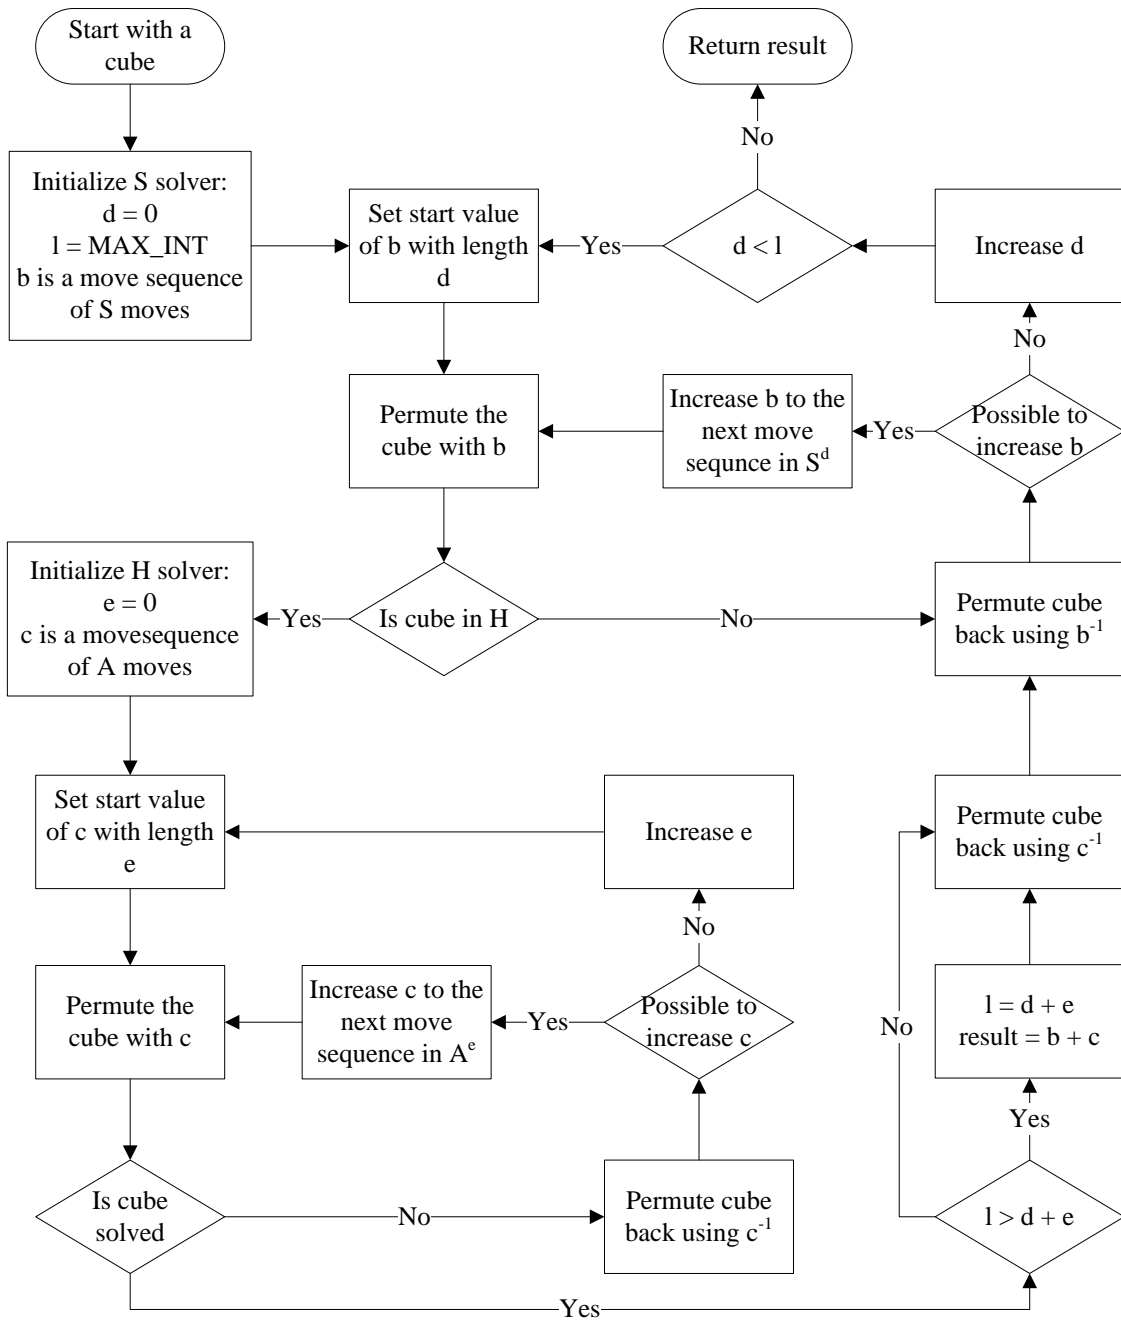 Start with a
cube
Return result
No
Initialize S solver:
d = 0
l = MAX_INT
b is a move sequence
of S moves
Set start value
of b with length
d
Yes
d < l
Increase d
No
Permute the
cube with b
Increase b to the
next move
sequnce in S^d
Yes
Possible to
increase b
Initialize H solver:
e = 0
c is a movesequence
of A moves
Yes
Is cube in H
No
Permute cube
back using b^-1
Set start value
of c with length
e
Increase e
Permute cube
back using c^-1
No
Permute the
cube with c
Increase c to the
next move
sequence in A^e
Yes
Possible to
increase c
No
l = d + e
result = b + c
Yes
Is cube
solved
No
Permute cube
back using c^-1
l > d + e
Yes